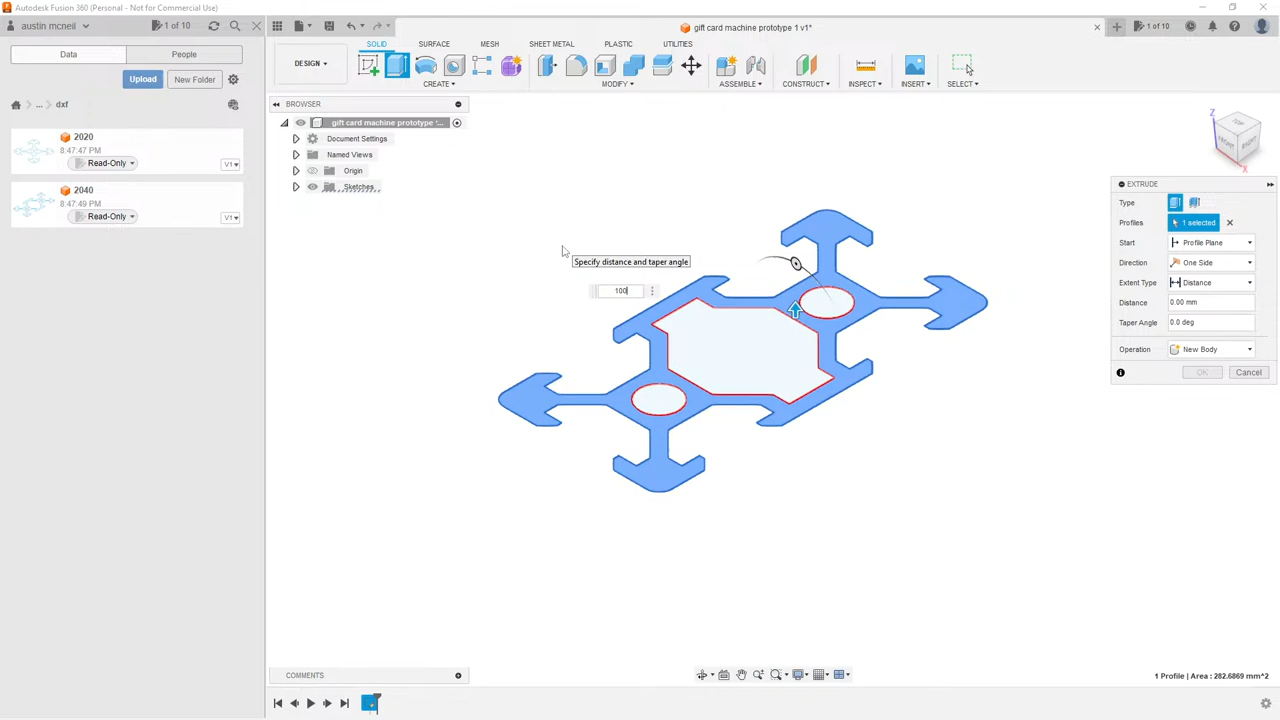 Autodesk Fusion 360 (Personal - Not for Commercial Use)
austin mcneil
1 of 10
gift card machine prototype 1 v1*
1 of 10
Data
People
Upload
New Folder
... dxf
2020
8:47:47 PM
Read-Only
V1
2040
8:47:49 PM
Read-Only
V1
DESIGN
SOLID
SURFACE
MESH
SHEET METAL
PLASTIC
UTILITIES
CREATE
MODIFY
ASSEMBLE
CONSTRUCT
INSPECT
INSERT
SELECT
BROWSER
gift card machine prototype '...
Document Settings
Named Views
Origin
Sketches
Specify distance and taper angle
100
TOP
FRONT
RIGHT
Z
X
EXTRUDE
Type
Profiles 1 selected
Start Profile Plane
Direction One Side
Extent Type Distance
Distance 0.00 mm
Taper Angle 0.0 deg
Operation New Body
OK Cancel
COMMENTS
1 Profile | Area : 282.6869 mm^2